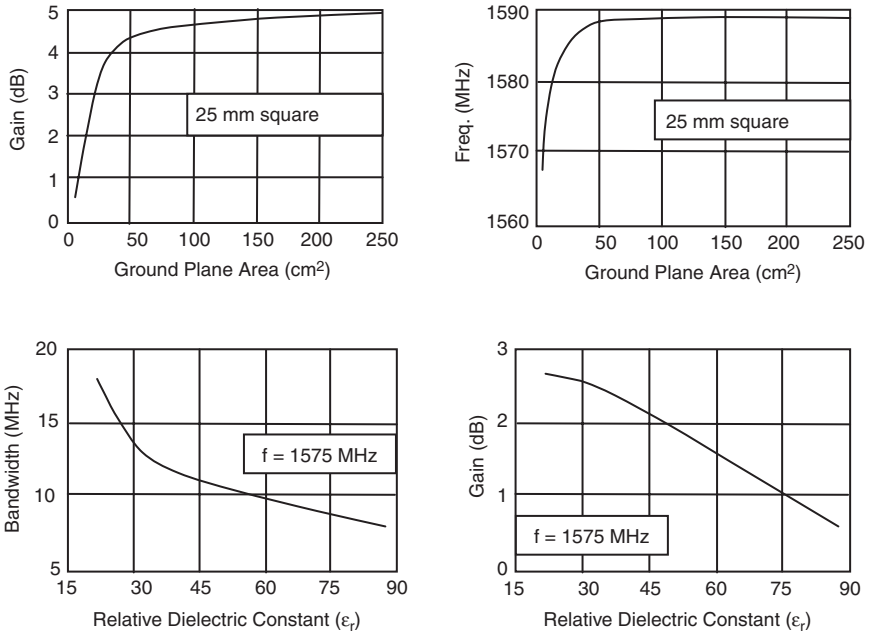 5
4
3
2
1
0
Gain (dB)
25 mm square
0 50 100 150 200 250
Ground Plane Area (cm²)
1590
1580
1570
1560
Freq. (MHz)
25 mm square
0 50 100 150 200 250
Ground Plane Area (cm²)
20
15
10
5
Bandwidth (MHz)
f = 1575 MHz
15 30 45 60 75 90
Relative Dielectric Constant (εr)
3
2
1
0
Gain (dB)
f = 1575 MHz
15 30 45 60 75 90
Relative Dielectric Constant (εr)